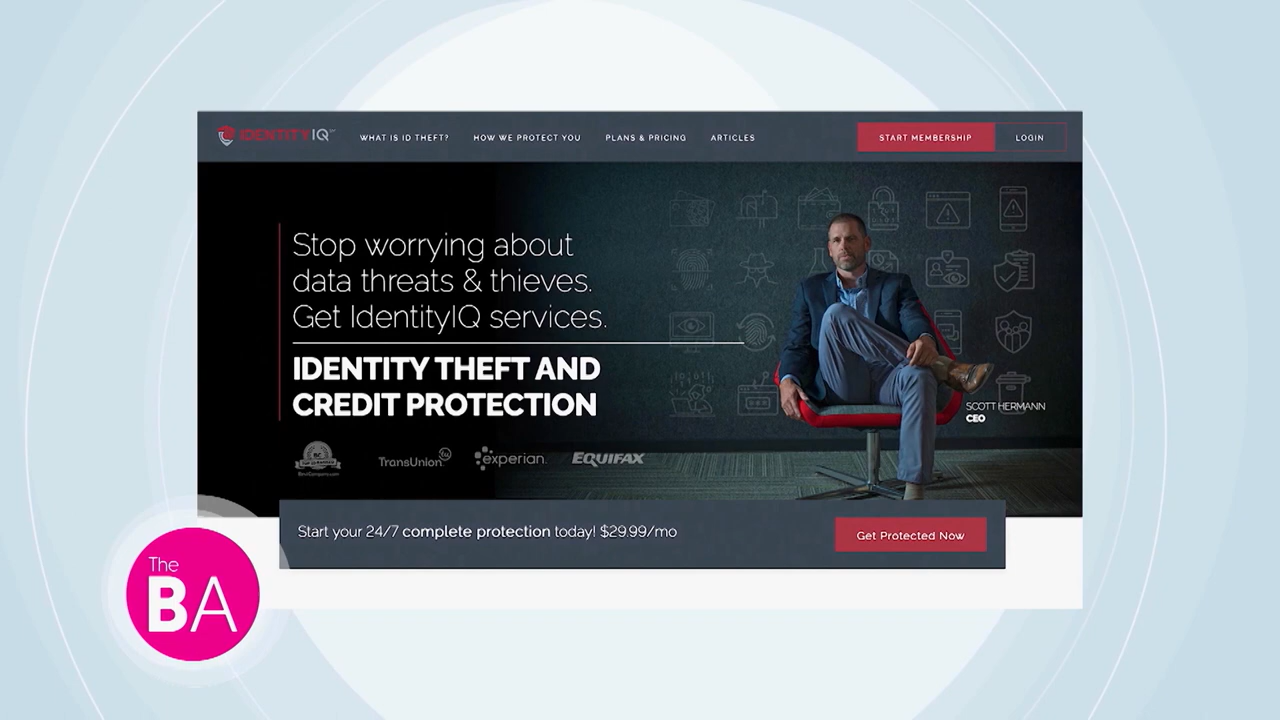 IDENTITYIQ
WHAT IS ID THEFT?
HOW WE PROTECT YOU
PLANS & PRICING
ARTICLES
START MEMBERSHIP
LOGIN
Stop worrying about
data threats & thieves.
Get IdentityIQ services.
IDENTITY THEFT AND
CREDIT PROTECTION
SCOTT HERMANN
CEO
TransUnion
experian.
EQUIFAX
Start your 24/7 complete protection today! $29.99/mo
Get Protected Now
The
BA